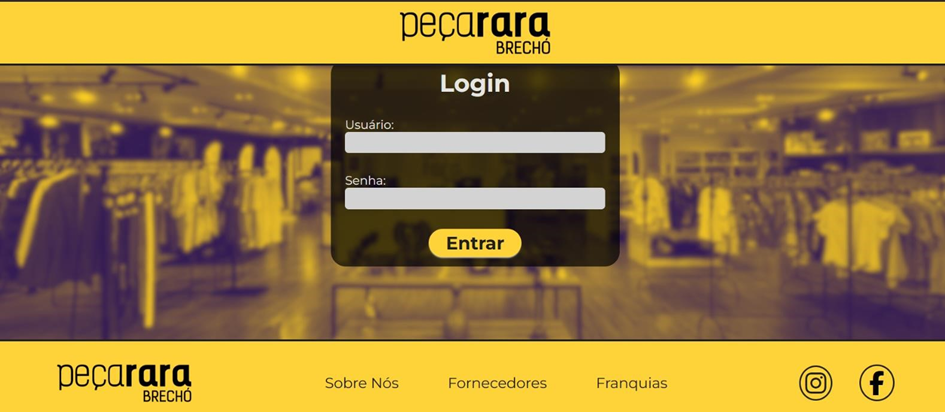 peçarara
BRECHÓ
Login
Usuário:
Senha:
Entrar
peçarara
BRECHÓ
Sobre Nós
Fornecedores
Franquias